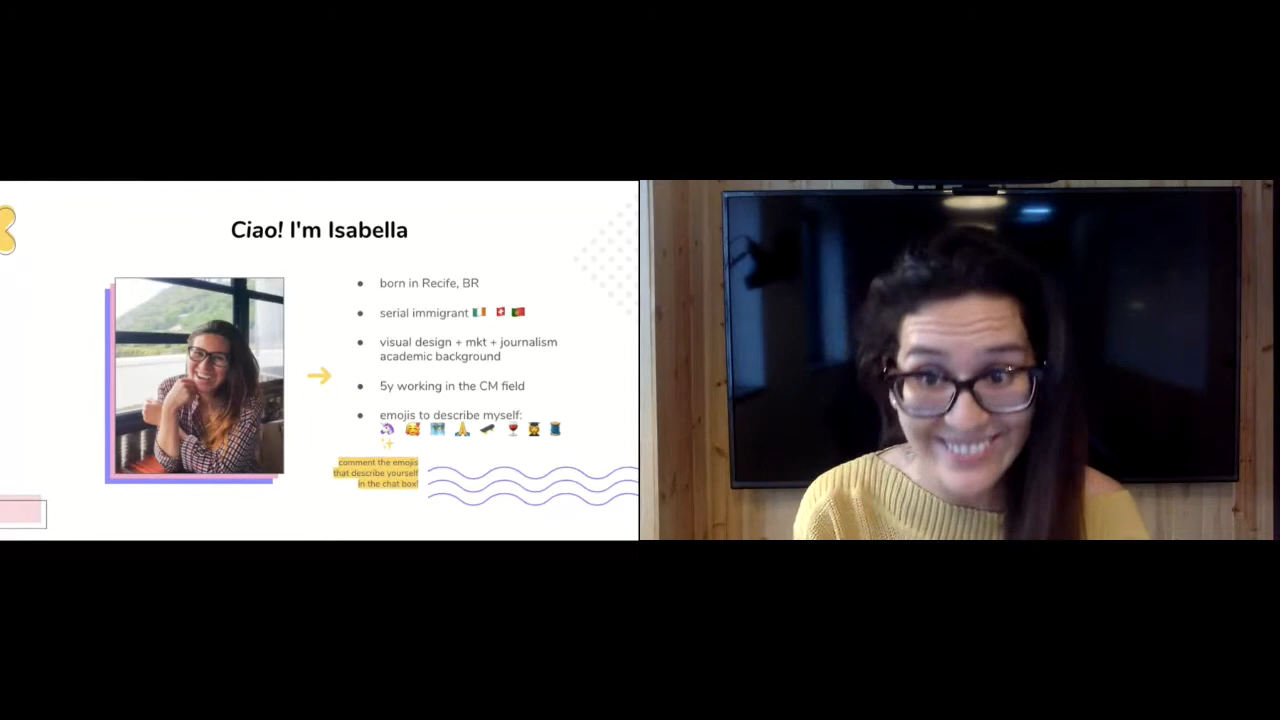 Ciao! I'm Isabella
born in Recife, BR
serial immigrant 🇮🇪 🇨🇭 🇵🇹
visual design + mkt + journalism
academic background
5y working in the CM field
emojis to describe myself:
comment the emojis
that describe yourself
in the chat box!